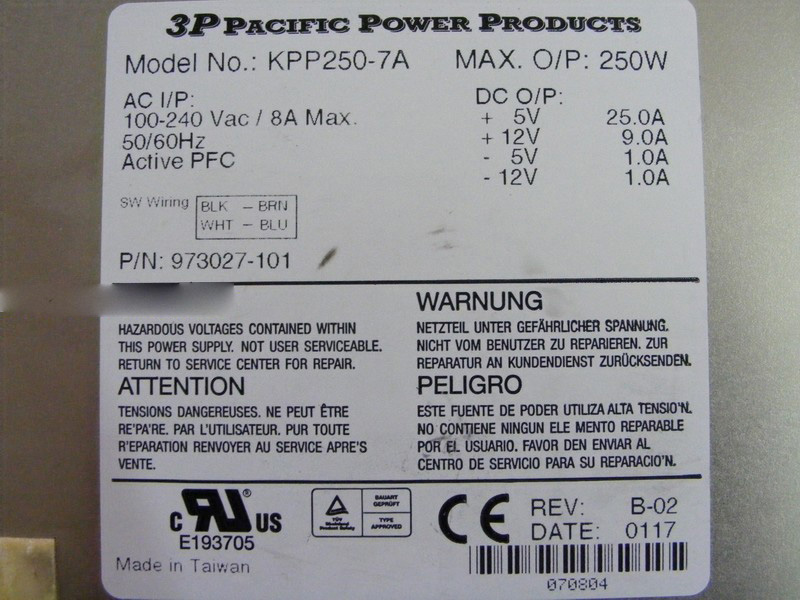 3P PACIFIC POWER PRODUCTS
Model No.: KPP250-7A MAX. O/P: 250W
AC I/P:
100-240 Vac / 8A Max.
50/60Hz
Active PFC
DC O/P:
+ 5V 25.0A
+ 12V 9.0A
- 5V 1.0A
- 12V 1.0A
SW Wiring
BLK - BRN
WHT - BLU
P/N: 973027-101
HAZARDOUS VOLTAGES CONTAINED WITHIN
THIS POWER SUPPLY. NOT USER SERVICEABLE.
RETURN TO SERVICE CENTER FOR REPAIR.
ATTENTION
TENSIONS DANGEREUSES. NE PEUT ÊTRE
RE'PA'RE. PAR L'UTILISATEUR. PUR TOUTE
R'EPARATION RENVOYER AU SERVICE APRE'S
VENTE.
WARNUNG
NETZTEIL UNTER GEFÄHRLICHER SPANNUNG.
NICHT VOM BENUTZER ZU REPARIEREN. ZUR
REPARATUR AN KUNDENDIENST ZURÜCKSENDEN.
PELIGRO
ESTE FUENTE DE PODER UTILIZA ALTA TENSIO'N.
NO CONTIENE NINGUN ELE MENTO REPARABLE
POR EL USUARIO. FAVOR DEN ENVIAR AL
CENTRO DE SERVICIO PARA SU REPARACIO'N.
c RU ® US
E193705
Made in Taiwan
TÜV
Product Safety
BAUART
GEPRÜFT
TYPE
APPROVED
CE
REV: B-02
DATE: 0117
070804